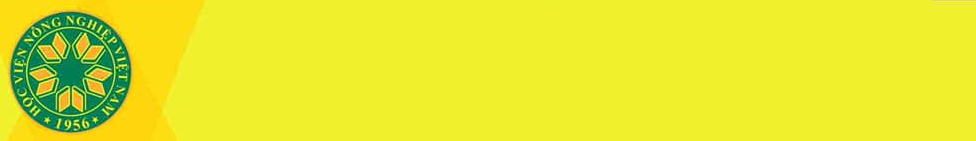 HỌC VIỆN NÔNG NGHIỆP VIỆT NAM
★ 1956 ★